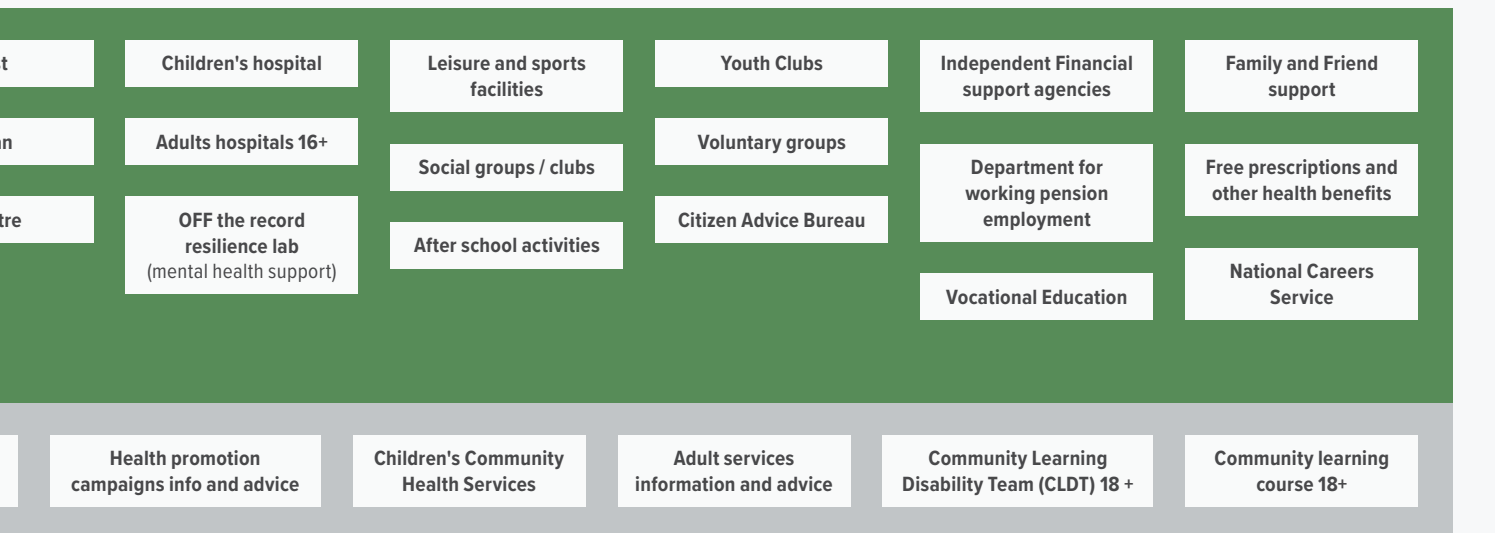 Children's hospital
Adults hospitals 16+
OFF the record
resilience lab
(mental health support)
Leisure and sports
facilities
Social groups / clubs
After school activities
Youth Clubs
Voluntary groups
Citizen Advice Bureau
Independent Financial
support agencies
Department for
working pension
employment
Vocational Education
Family and Friend
support
Free prescriptions and
other health benefits
National Careers
Service
Health promotion
campaigns info and advice
Children's Community
Health Services
Adult services
information and advice
Community Learning
Disability Team (CLDT) 18 +
Community learning
course 18+